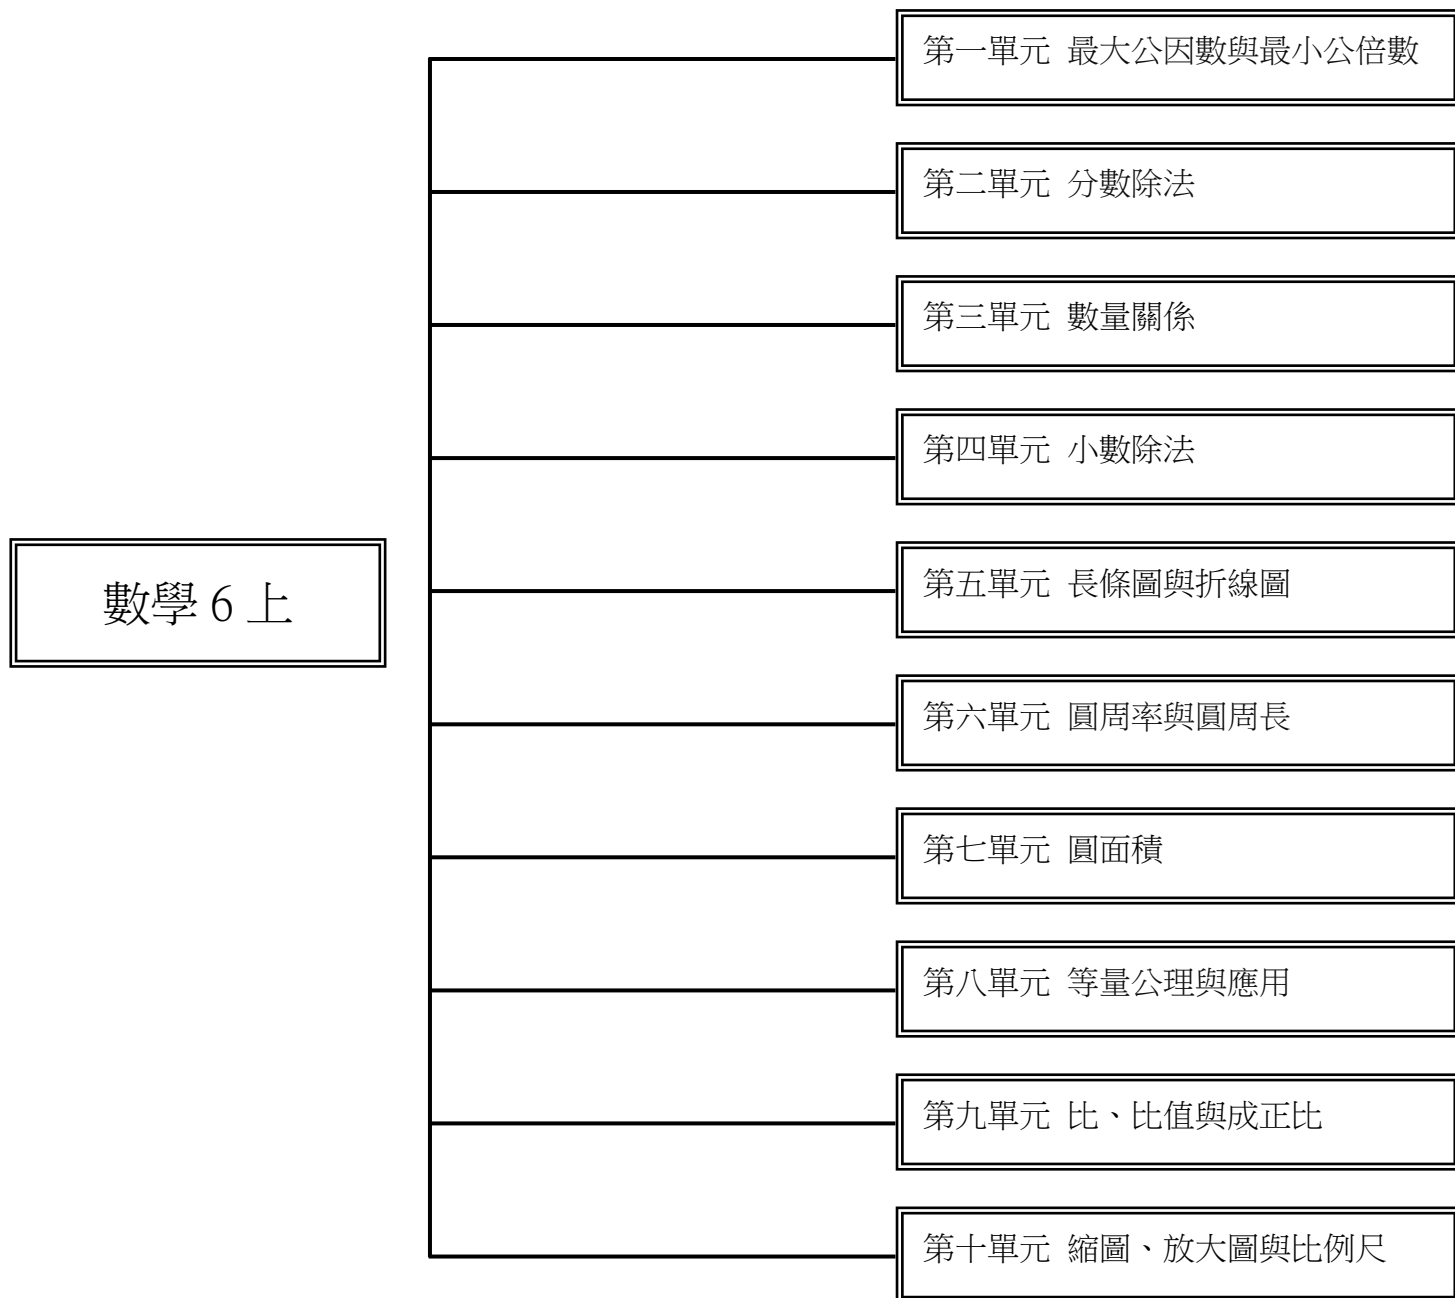 第一單元 最大公因數與最小公倍數
第二單元 分數除法
第三單元 數量關係
第四單元 小數除法
第五單元 長條圖與折線圖
數學 6 上
第六單元 圓周率與圓周長
第七單元 圓面積
第八單元 等量公理與應用
第九單元 比、比值與成正比
第十單元 縮圖、放大圖與比例尺